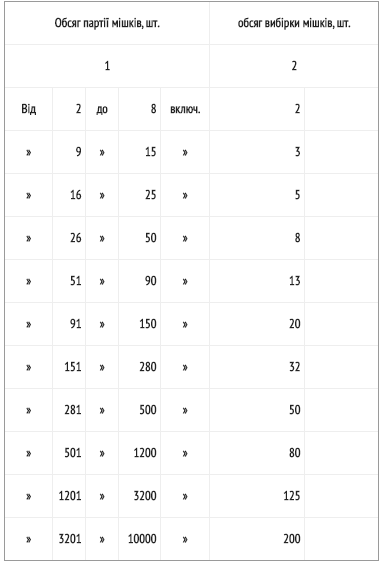 Обсяг партії мішків, шт. обсяг вибірки мішків, шт.
1 2
Від 2 до 8 включ. 2
» 9 » 15 » 3
» 16 » 25 » 5
» 26 » 50 » 8
» 51 » 90 » 13
» 91 » 150 » 20
» 151 » 280 » 32
» 281 » 500 » 50
» 501 » 1200 » 80
» 1201 » 3200 » 125
» 3201 » 10000 » 200